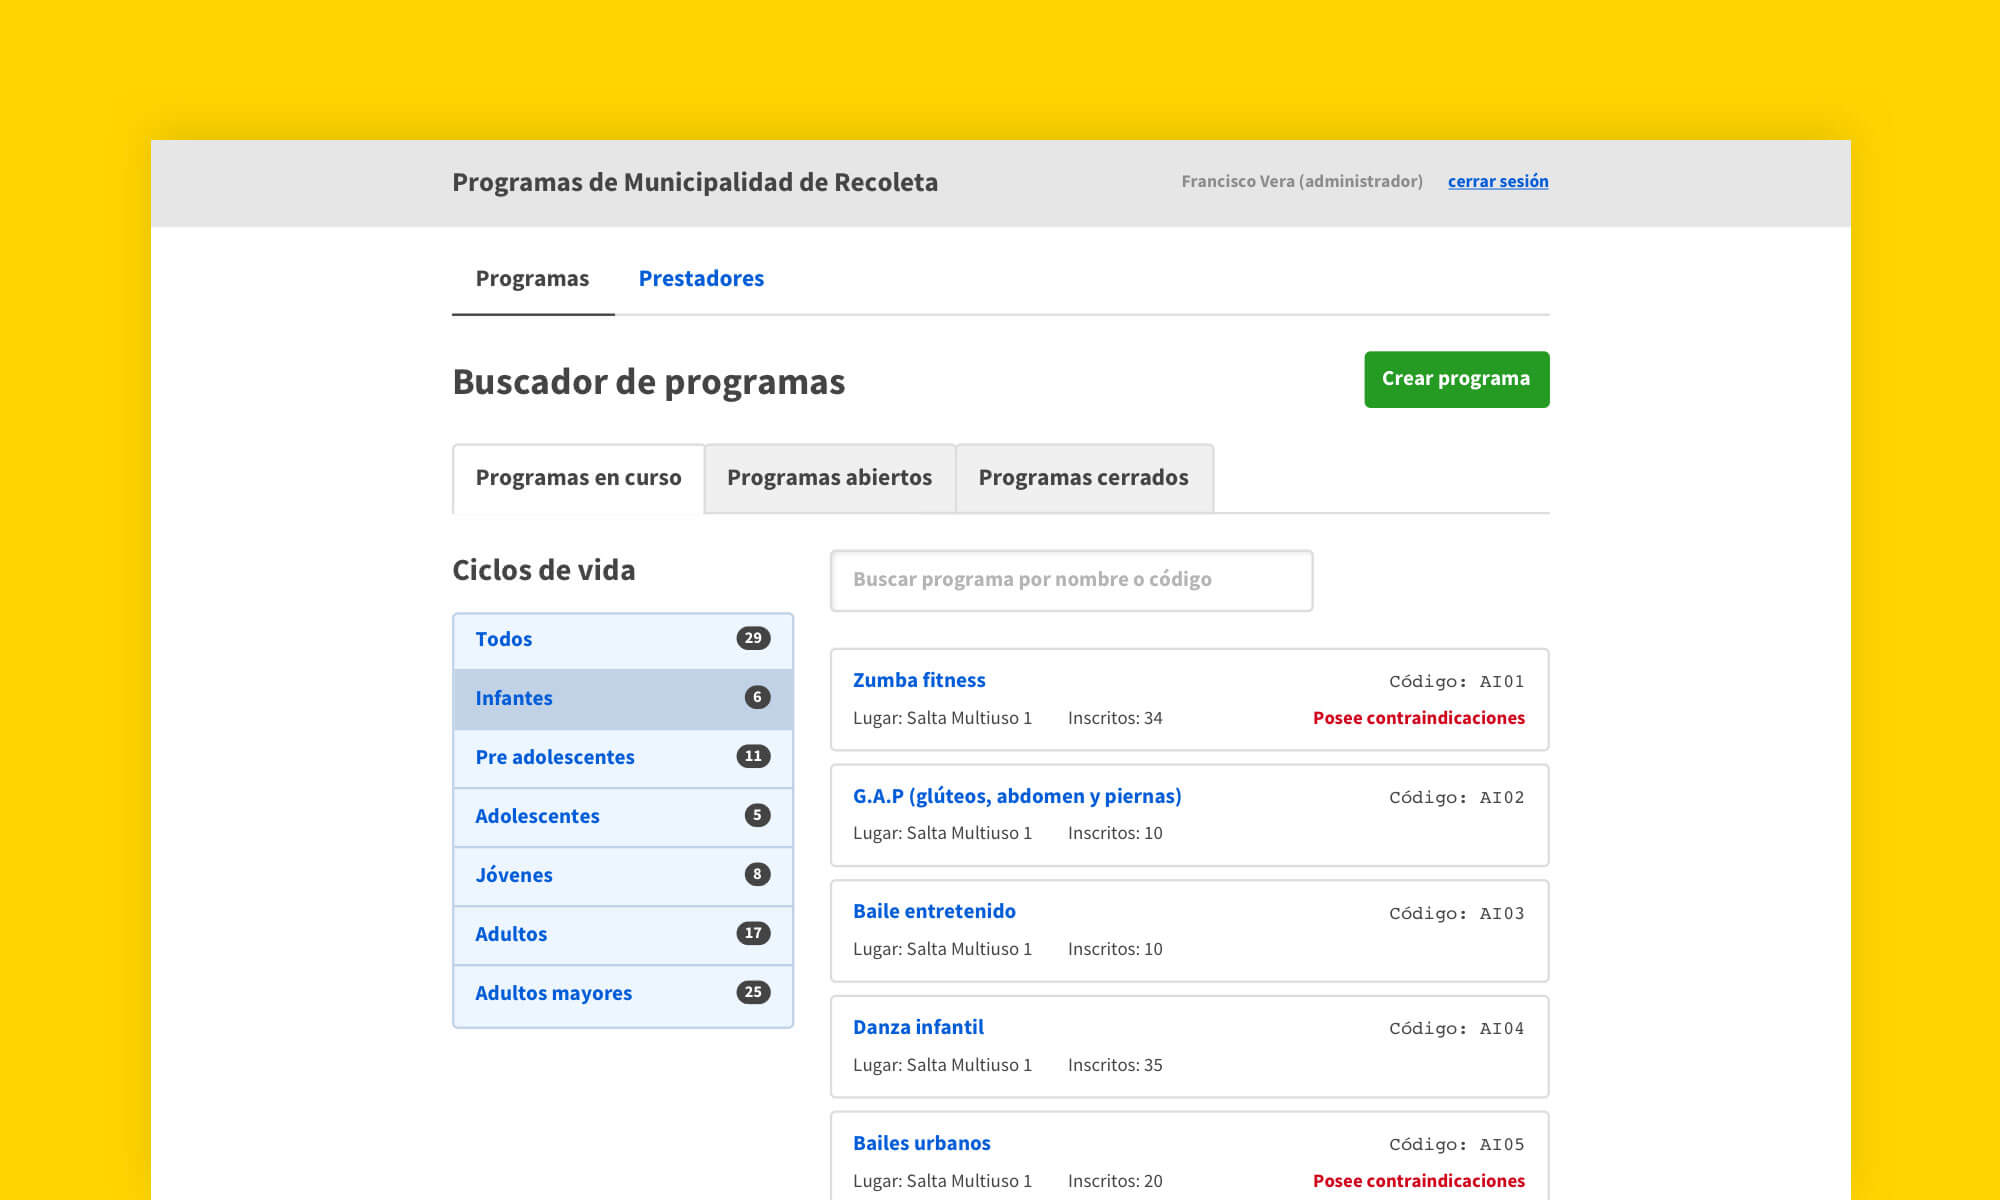 Programas de Municipalidad de Recoleta
Francisco Vera (administrador) cerrar sesión
Programas Prestadores
Buscador de programas
Crear programa
Programas en curso Programas abiertos Programas cerrados
Ciclos de vida
Todos 29
Infantes 6
Pre adolescentes 11
Adolescentes 5
Jóvenes 8
Adultos 17
Adultos mayores 25
Buscar programa por nombre o código
Zumba fitness Código: AI01
Lugar: Salta Multiuso 1 Inscritos: 34 Posee contraindicaciones
G.A.P (glúteos, abdomen y piernas) Código: AI02
Lugar: Salta Multiuso 1 Inscritos: 10
Baile entretenido Código: AI03
Lugar: Salta Multiuso 1 Inscritos: 10
Danza infantil Código: AI04
Lugar: Salta Multiuso 1 Inscritos: 35
Bailes urbanos Código: AI05
Lugar: Salta Multiuso 1 Inscritos: 20 Posee contraindicaciones